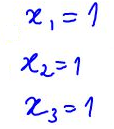 x₁ = 1
x₂ = 1
x₃ = 1